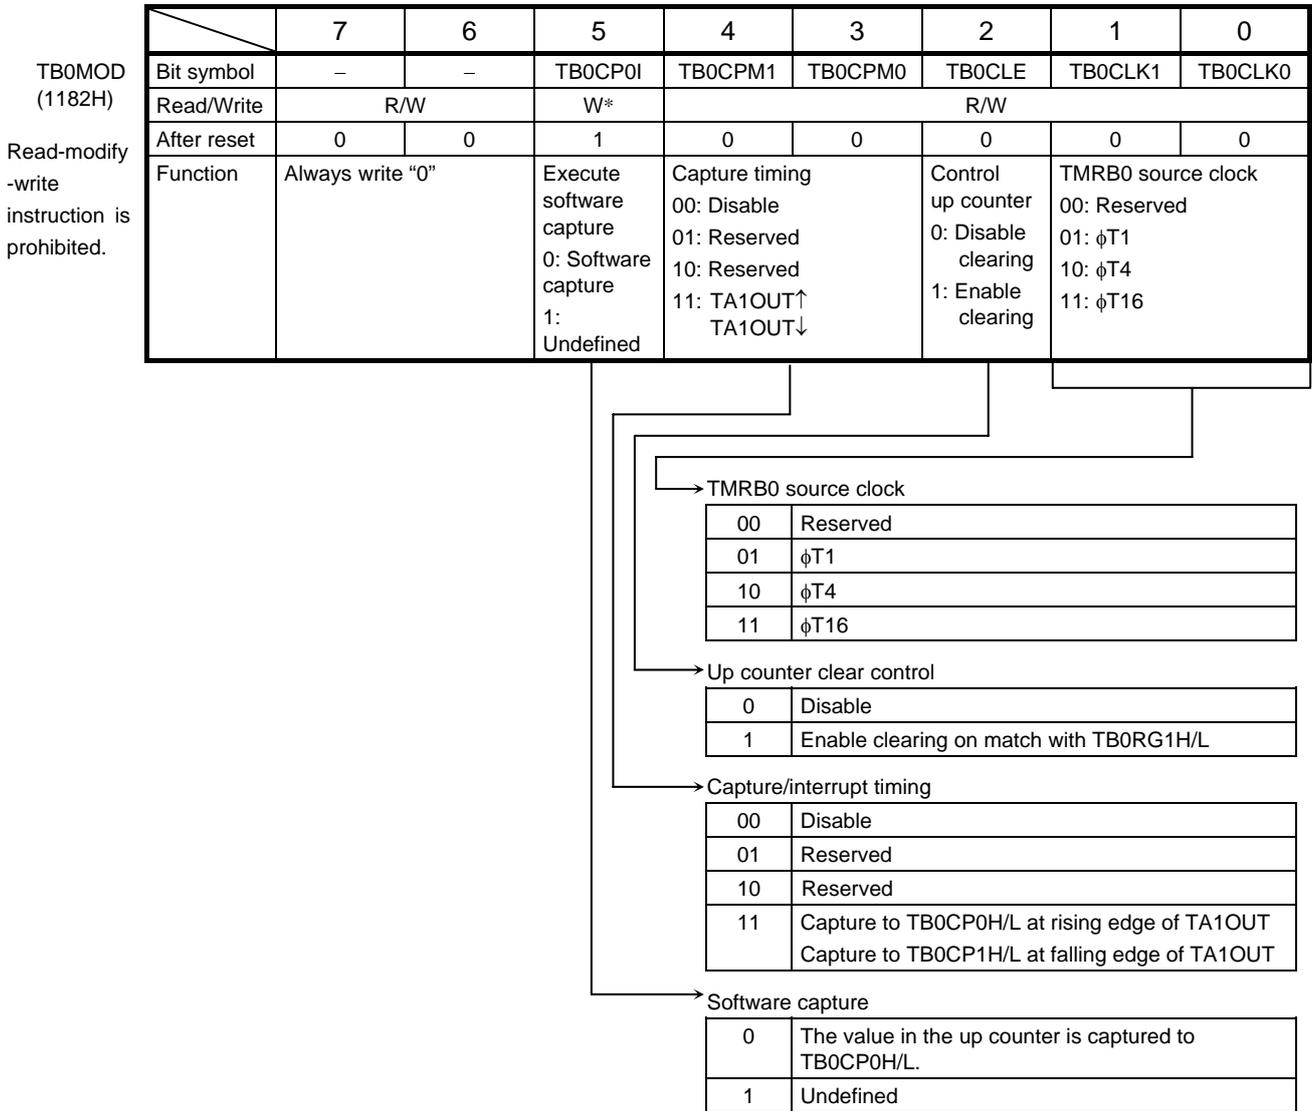 7 6 5 4 3 2 1 0
TB0MOD
(1182H)
Read-modify
-write
instruction is
prohibited.
Bit symbol – – TB0CP0I TB0CPM1 TB0CPM0 TB0CLE TB0CLK1 TB0CLK0
Read/Write R/W W* R/W
After reset 0 0 1 0 0 0 0 0
Function
Always write “0”
Execute
software
capture
0: Software
capture
1:
Undefined
Capture timing
00: Disable
01: Reserved
10: Reserved
11: TA1OUT↑
TA1OUT↓
Control
up counter
0: Disable
clearing
1: Enable
clearing
TMRB0 source clock
00: Reserved
01: ϕT1
10: ϕT4
11: ϕT16
TMRB0 source clock
00 Reserved
01 ϕT1
10 ϕT4
11 ϕT16
Up counter clear control
0 Disable
1 Enable clearing on match with TB0RG1H/L
Capture/interrupt timing
00 Disable
01 Reserved
10 Reserved
11 Capture to TB0CP0H/L at rising edge of TA1OUT
Capture to TB0CP1H/L at falling edge of TA1OUT
Software capture
0 The value in the up counter is captured to
TB0CP0H/L.
1 Undefined